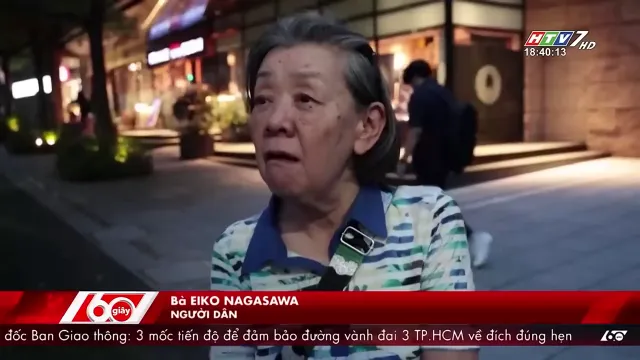 HTV7 HD
18:40:13
60 giây
Bà EIKO NAGASAWA
NGƯỜI DÂN
đốc Ban Giao thông: 3 mốc tiến độ để đảm bảo đường vành đai 3 TP.HCM về đích đúng hẹn
60